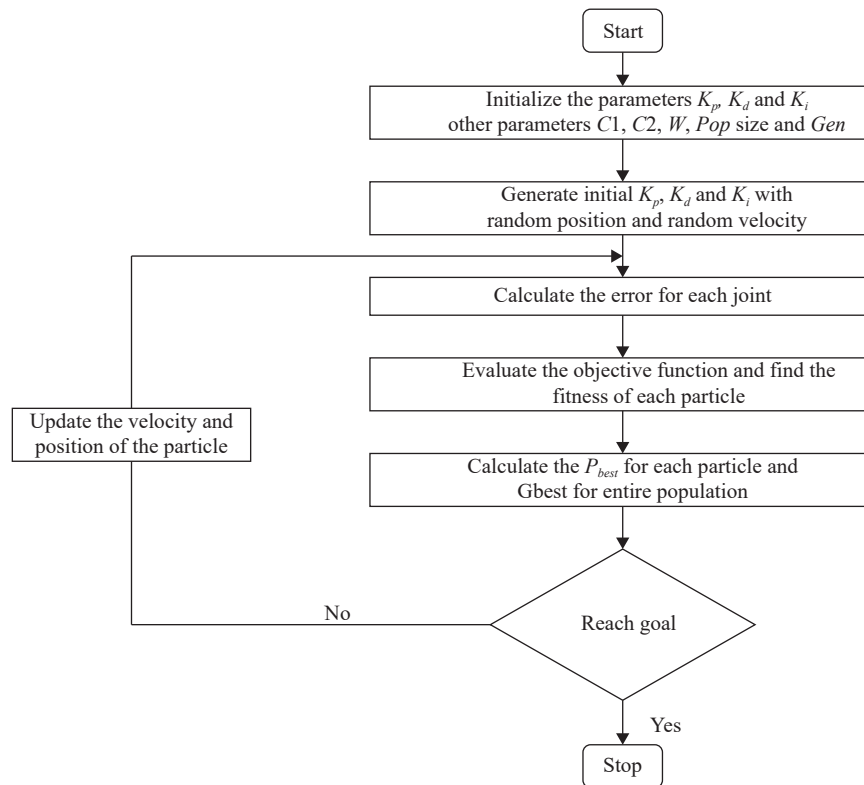 Start
Initialize the parameters Kp, Kd and Ki
other parameters C1, C2, W, Pop size and Gen
Generate initial Kp, Kd and Ki with
random position and random velocity
Calculate the error for each joint
Evaluate the objective function and find the
fitness of each particle
Update the velocity and
position of the particle
Calculate the Pbest for each particle and
Gbest for entire population
No
Reach goal
Yes
Stop